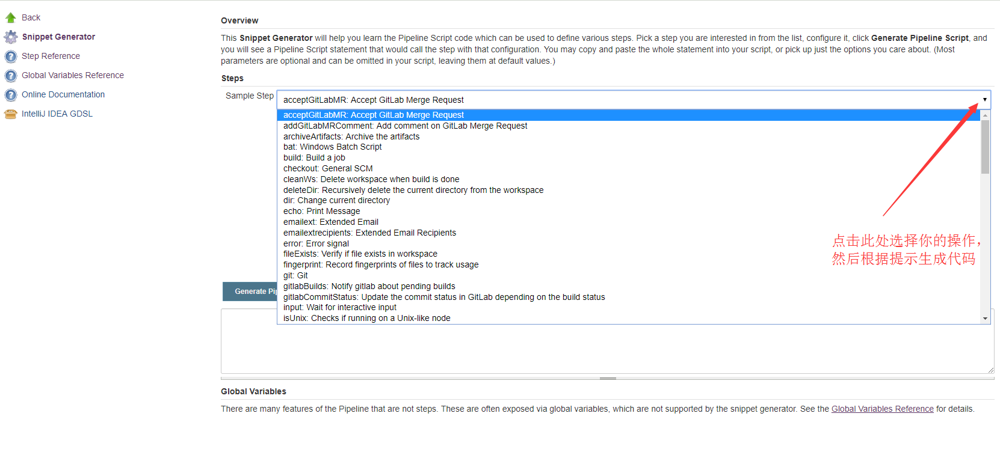 Back
Snippet Generator
Step Reference
Global Variables Reference
Online Documentation
IntelliJ IDEA GDSL
Overview
This Snippet Generator will help you learn the Pipeline Script code which can be used to define various steps. Pick a step you are interested in from the list, configure it, click Generate Pipeline Script, and
you will see a Pipeline Script statement that would call the step with that configuration. You may copy and paste the whole statement into your script, or pick up just the options you care about. (Most
parameters are optional and can be omitted in your script, leaving them at default values.)
Steps
Sample Step
acceptGitLabMR: Accept GitLab Merge Request
acceptGitLabMR: Accept GitLab Merge Request
addGitLabMRComment: Add comment on GitLab Merge Request
archiveArtifacts: Archive the artifacts
bat: Windows Batch Script
build: Build a job
checkout: General SCM
cleanWs: Delete workspace when build is done
deleteDir: Recursively delete the current directory from the workspace
dir: Change current directory
echo: Print Message
emailext: Extended Email
emailextrecipients: Extended Email Recipients
error: Error signal
fileExists: Verify if file exists in workspace
fingerprint: Record fingerprints of files to track usage
git: Git
gitlabBuilds: Notify gitlab about pending builds
gitlabCommitStatus: Update the commit status in GitLab depending on the build status
input: Wait for interactive input
isUnix: Checks if running on a Unix-like node
点击此处选择你的操作,
然后根据提示生成代码
Generate Pip
Global Variables
There are many features of the Pipeline that are not steps. These are often exposed via global variables, which are not supported by the snippet generator. See the Global Variables Reference for details.